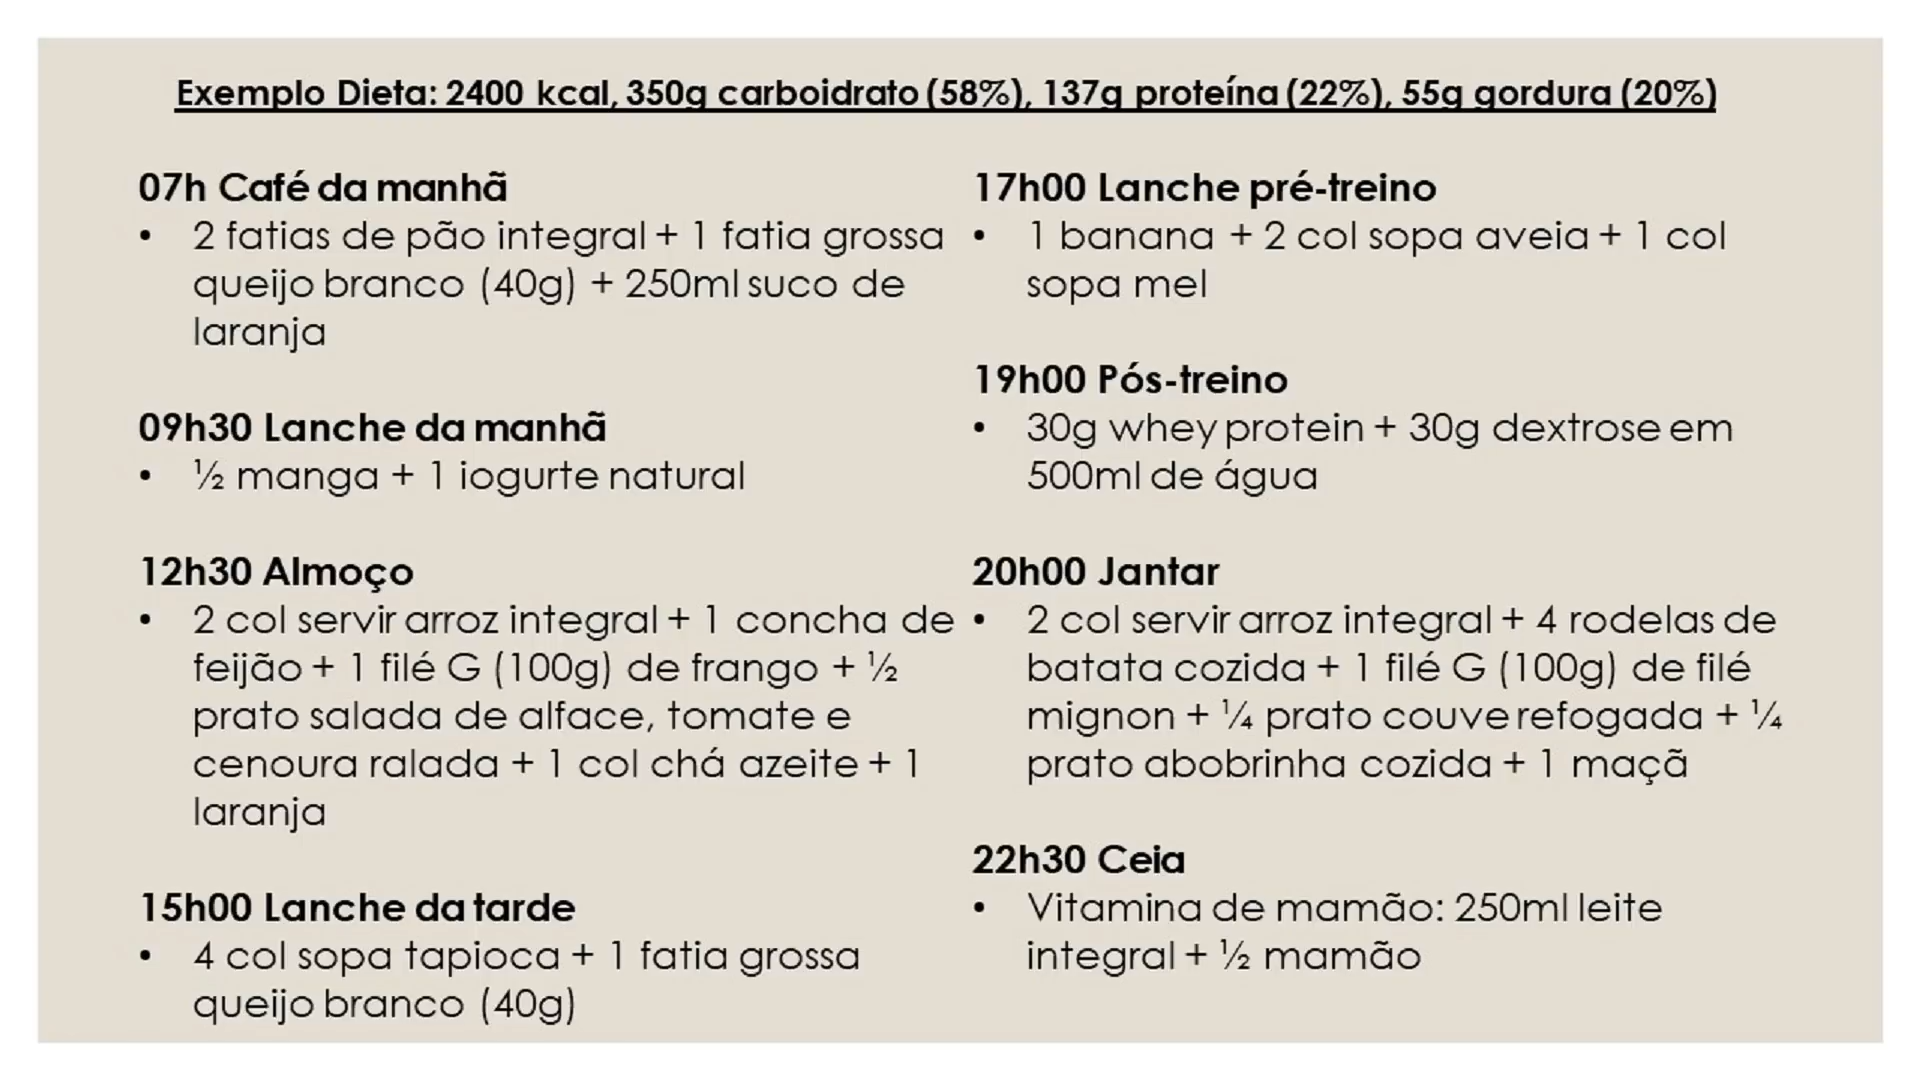 Exemplo Dieta: 2400 kcal, 350g carboidrato (58%), 137g proteína (22%), 55g gordura (20%)
07h Café da manhã
• 2 fatias de pão integral + 1 fatia grossa
queijo branco (40g) + 250ml suco de
laranja
09h30 Lanche da manhã
• ½ manga + 1 iogurte natural
12h30 Almoço
• 2 col servir arroz integral + 1 concha de
feijão + 1 filé G (100g) de frango + ½
prato salada de alface, tomate e
cenoura ralada + 1 col chá azeite + 1
laranja
15h00 Lanche da tarde
• 4 col sopa tapioca + 1 fatia grossa
queijo branco (40g)
17h00 Lanche pré-treino
• 1 banana + 2 col sopa aveia + 1 col
sopa mel
19h00 Pós-treino
• 30g whey protein + 30g dextrose em
500ml de água
20h00 Jantar
• 2 col servir arroz integral + 4 rodelas de
batata cozida + 1 filé G (100g) de filé
mignon + ¼ prato couve refogada + ¼
prato abobrinha cozida + 1 maçã
22h30 Ceia
• Vitamina de mamão: 250ml leite
integral + ½ mamão